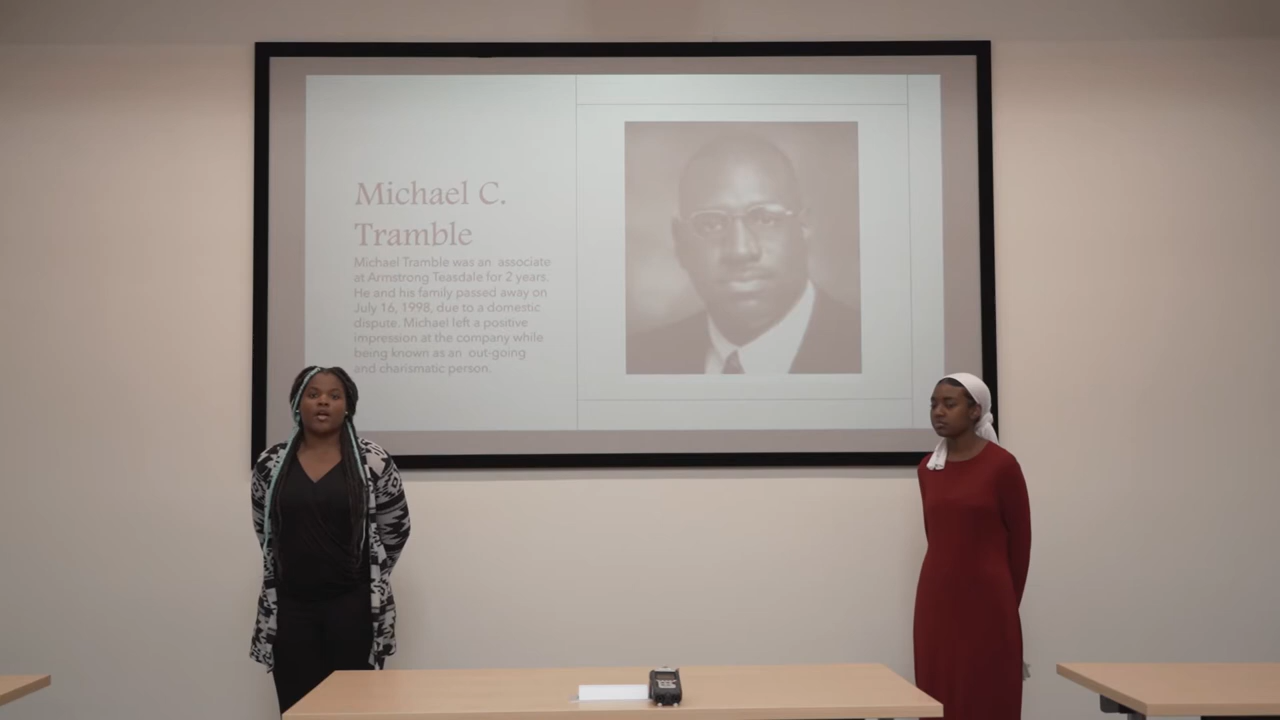 Michael C.
Tramble
Michael Tramble was an associate
at Armstrong Teasdale for 2 years.
He and his family passed away on
July 16, 1998, due to a domestic
dispute. Michael left a positive
impression at the company while
being known as an out-going
and charismatic person.